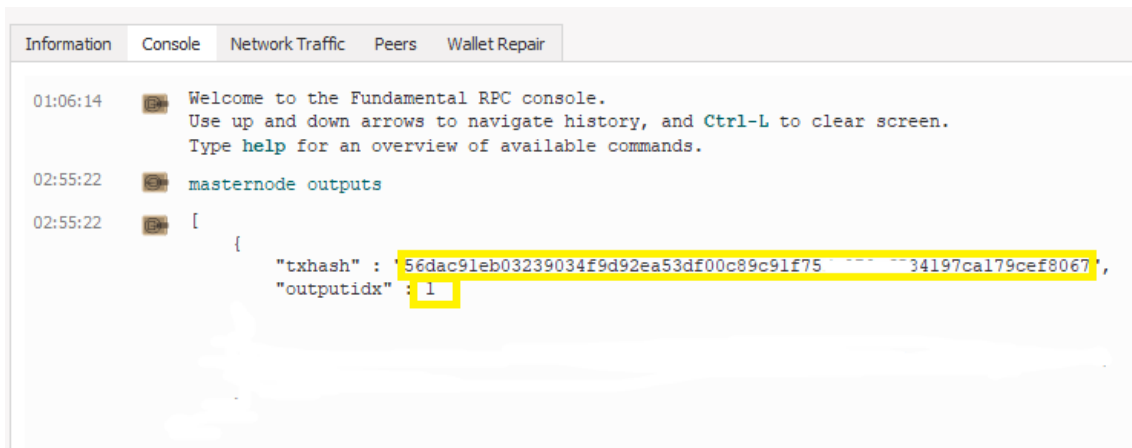 Information Console Network Traffic Peers Wallet Repair
01:06:14 Welcome to the Fundamental RPC console.
Use up and down arrows to navigate history, and Ctrl-L to clear screen.
Type help for an overview of available commands.
02:55:22 masternode outputs
02:55:22 [
{
"txhash" :
"outputidx" : 1